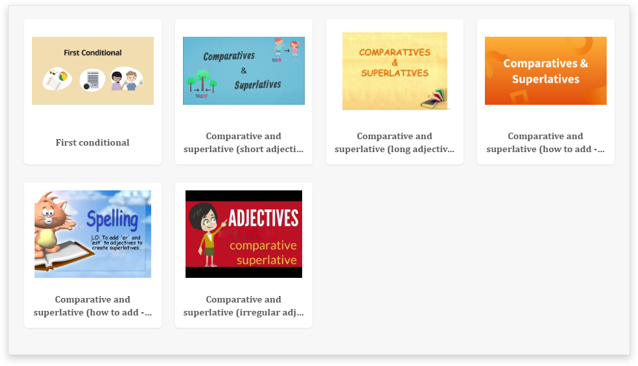 First Conditional
First conditional
Comparatives
&
Superlatives
Comparative and
superlative (short adjecti...
COMPARATIVES
&
SUPERLATIVES
Comparative and
superlative (long adjectiv...
Comparatives &
Superlatives
Comparative and
superlative (how to add -...
Spelling
LO: To add 'er' and
'est' to adjectives to
create superlatives.
Comparative and
superlative (how to add -...
ADJECTIVES
comparative
superlative
Comparative and
superlative (irregular adj...